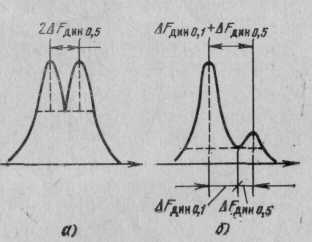 2ΔFдин 0,5
ΔFдин 0,1 + ΔFдин 0,5
ΔFдин 0,1
ΔFдин 0,5
а)
б)